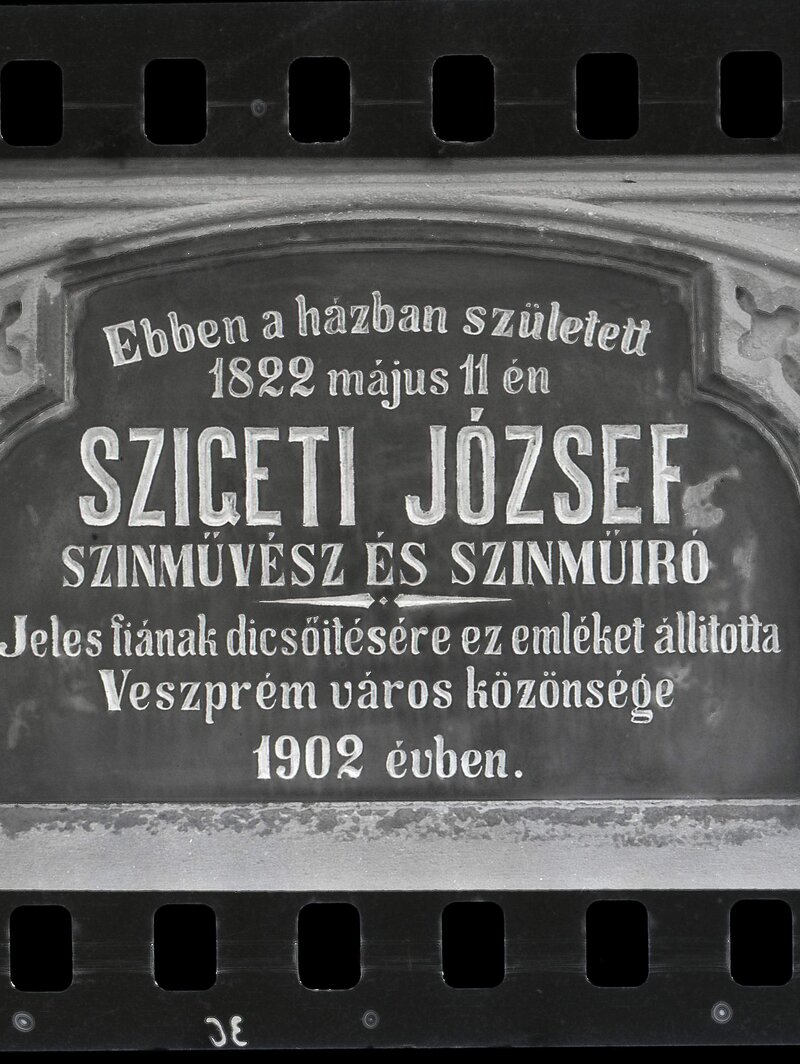 Ebben a házban született
1822 május 11 én
SZIGETI JÓZSEF
SZINMŰVÉSZ ÉS SZINMŰIRÓ
Jeles fiának dicsőitésére ez emléket állitotta
Veszprém város közönsége
1902 évben.